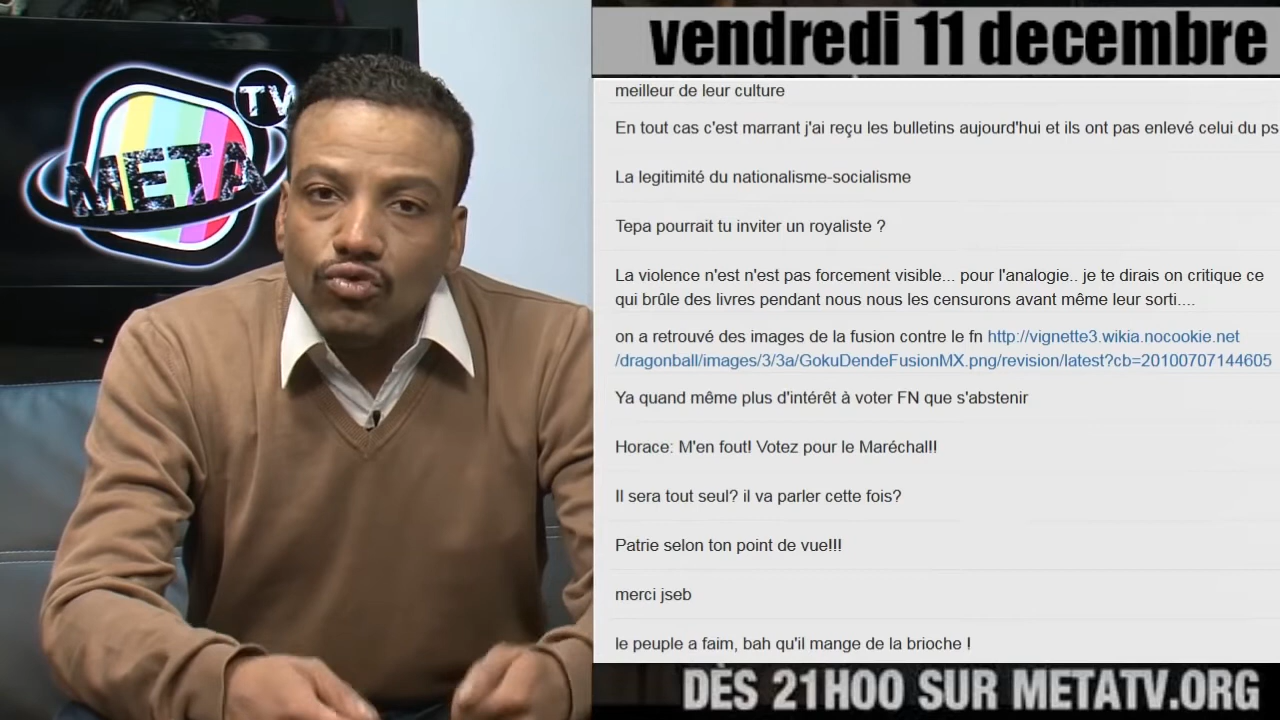 TV
META
vendredi 11 decembre
meilleur de leur culture
En tout cas c'est marrant j'ai reçu les bulletins aujourd'hui et ils ont pas enlevé celui du ps
La legitimité du nationalisme-socialisme
Tepa pourrait tu inviter un royaliste ?
La violence n'est n'est pas forcement visible... pour l'anatogie.. je te dirais on critique ce
qui brûle des livres pendant nous nous les censurons avant même leur sorti....
on a retrouvé des images de la fusion contre le fn http://vignette3.wikia.nocookie.net
/dragonball/images/3/3a/GokuDendeFusionMX.png/revision/latest?cb=20100707144605
Ya quand même plus d'intérêt à voter FN que s'abstenir
Horace: M'en fout! Votez pour le Maréchal!!
Il sera tout seul? il va parler cette fois?
Patrie selon ton point de vue!!!
merci jseb
le peuple a faim, bah qu'il mange de la brioche !
DÈS 21H00 SUR METATV.ORG